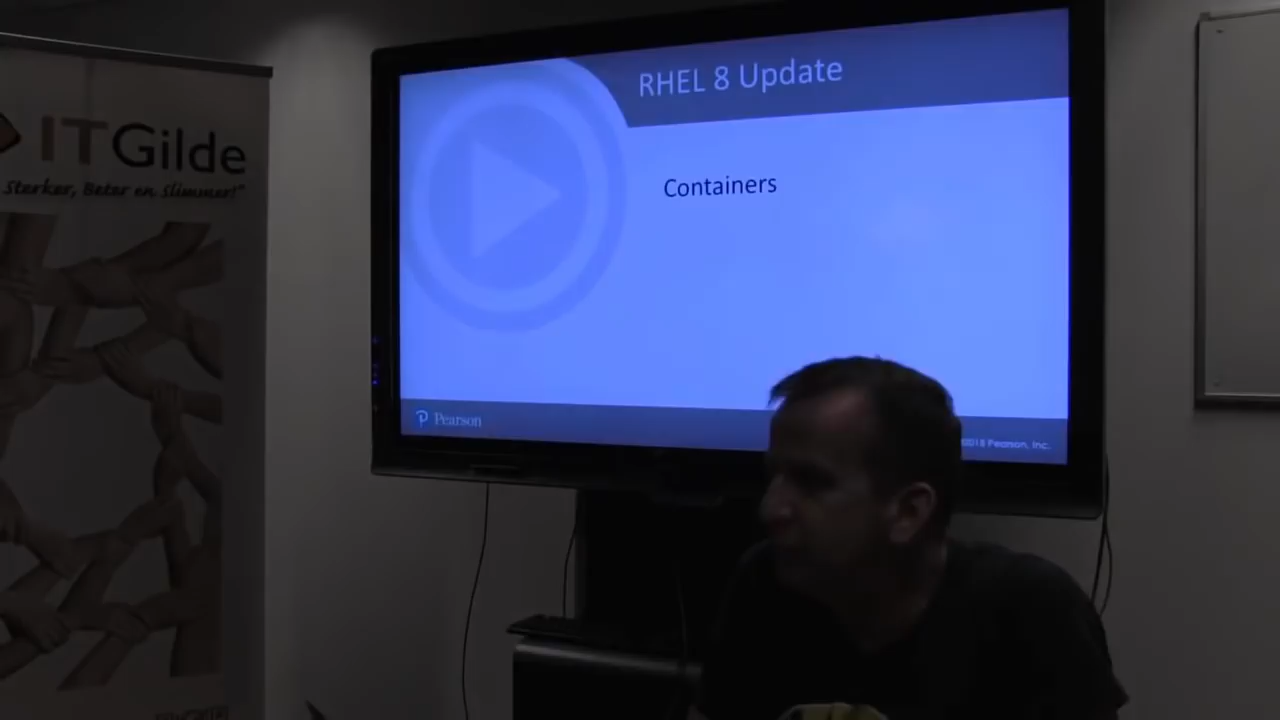 ITGilde
Sterker, Beter en Slimmer!"
RHEL 8 Update
Containers
Pearson
2018 Pearson, Inc.